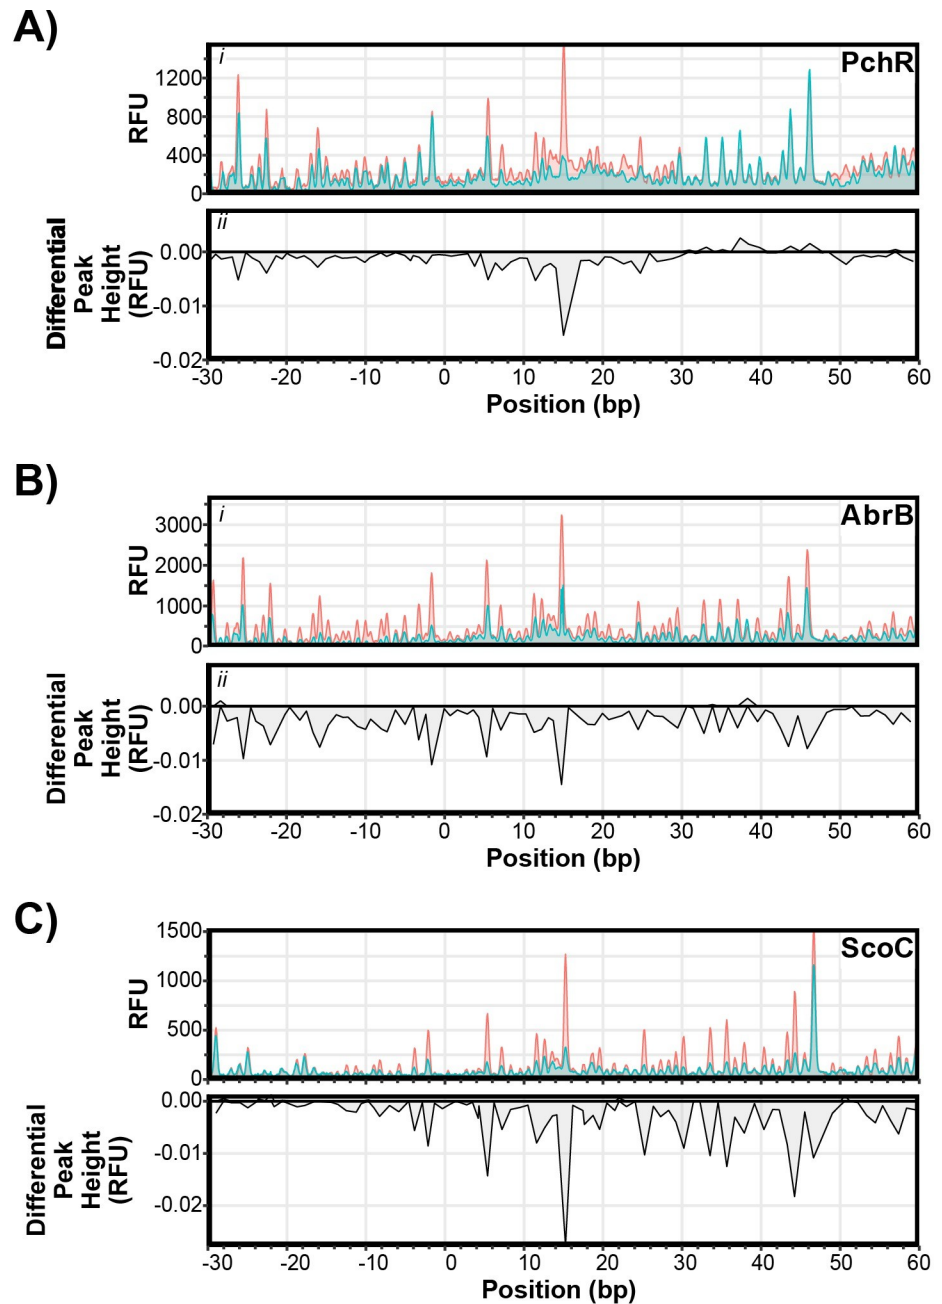 A)
i
PchR
RFU
1200
800
400
0
ii
Differential
Peak
Height
(RFU)
0.00
-0.01
-0.02
-30 -20 -10 0 10 20 30 40 50 60
Position (bp)
B)
i
AbrB
RFU
3000
2000
1000
0
ii
Differential
Peak
Height
(RFU)
0.00
-0.01
-0.02
-30 -20 -10 0 10 20 30 40 50 60
Position (bp)
C)
ScoC
RFU
1500
1000
500
0
Differential
Peak
Height
(RFU)
0.00
-0.01
-0.02
-30 -20 -10 0 10 20 30 40 50 60
Position (bp)